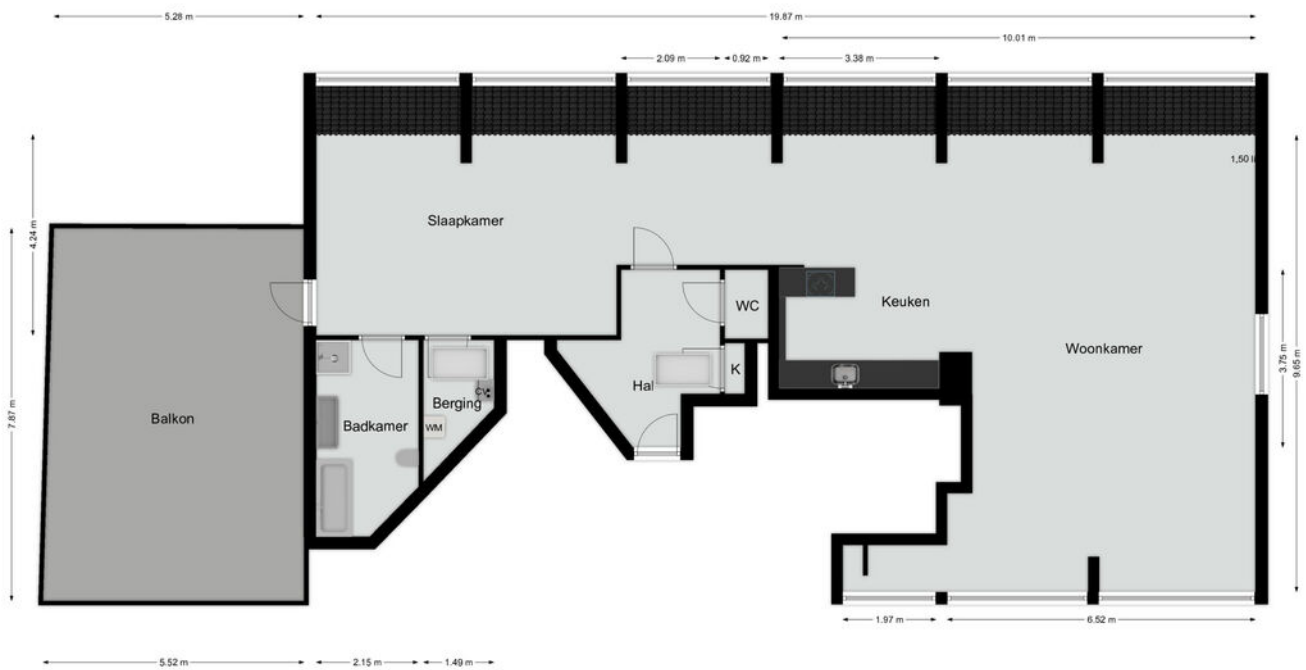 5.28 m
19.87 m
10.01 m
2.09 m
0.92 m
3.38 m
1,50 li
4.24 m
Slaapkamer
7.87 m
WC
Keuken
Woonkamer
3.75 m
9.65 m
K
Hal
Berging
CV
Balkon
Badkamer
WM
1.97 m
6.52 m
5.52 m
2.15 m
1.49 m